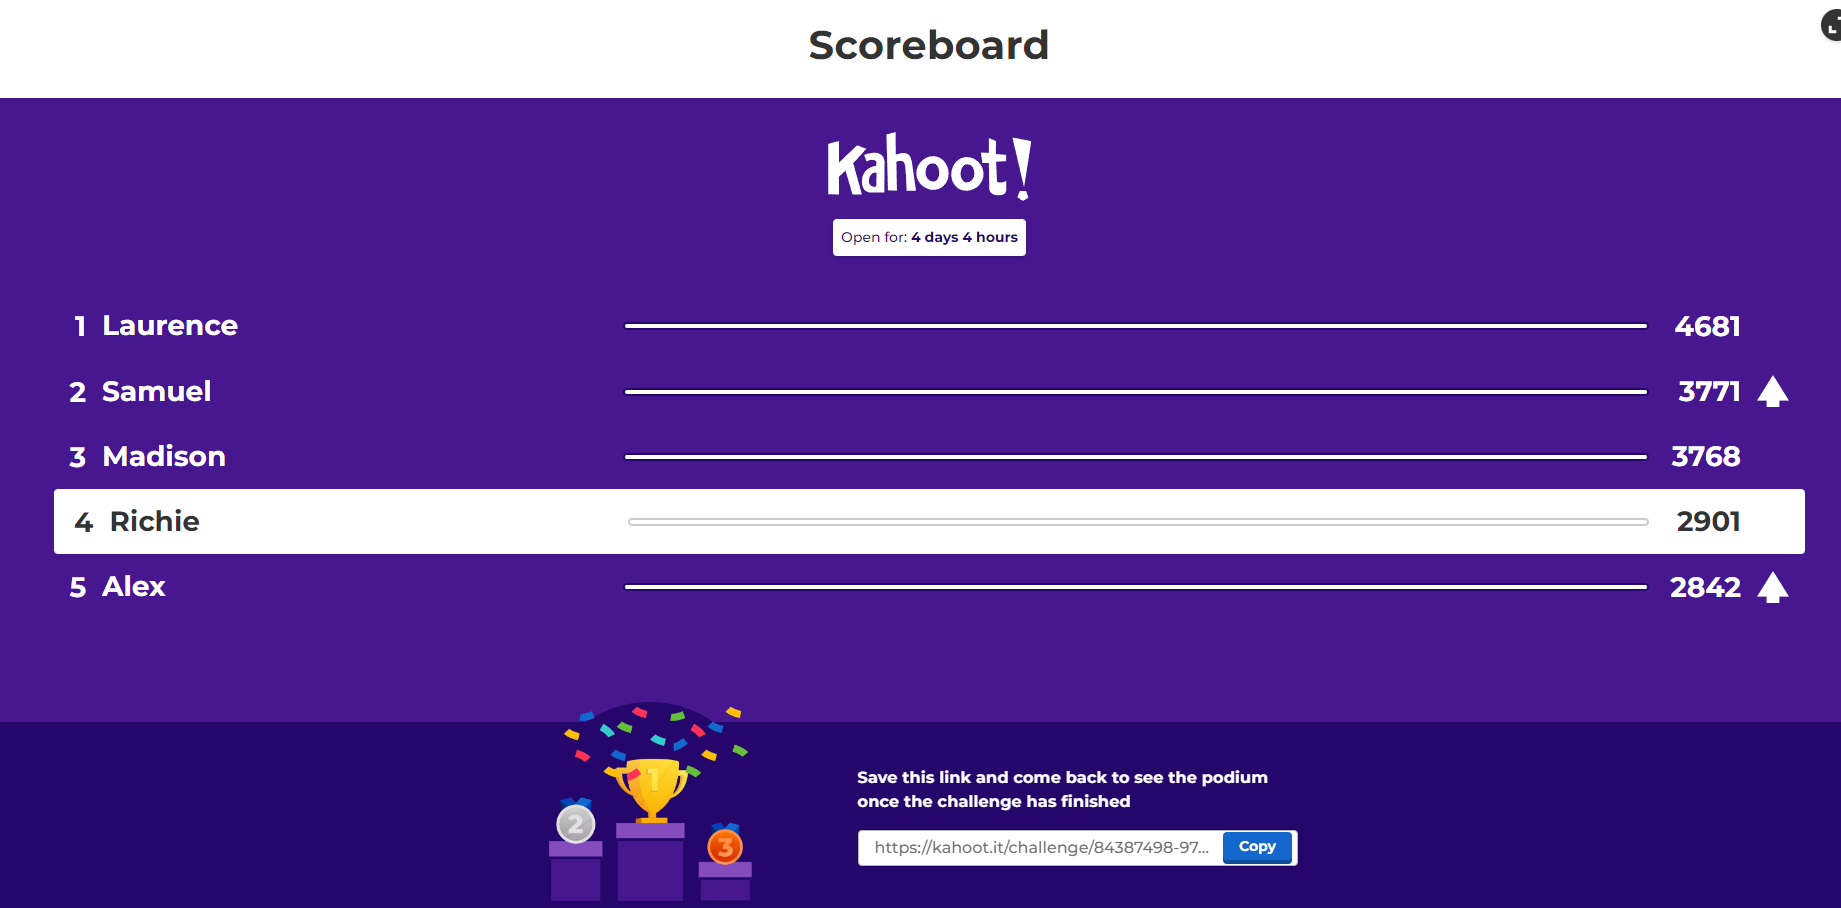 Scoreboard
Kahoot!
Open for: 4 days 4 hours
1 Laurence 4681
2 Samuel 3771
3 Madison 3768
4 Richie 2901
5 Alex 2842
1
2
3
Save this link and come back to see the podium
once the challenge has finished
https://kahoot.it/challenge/84387498-97... Copy